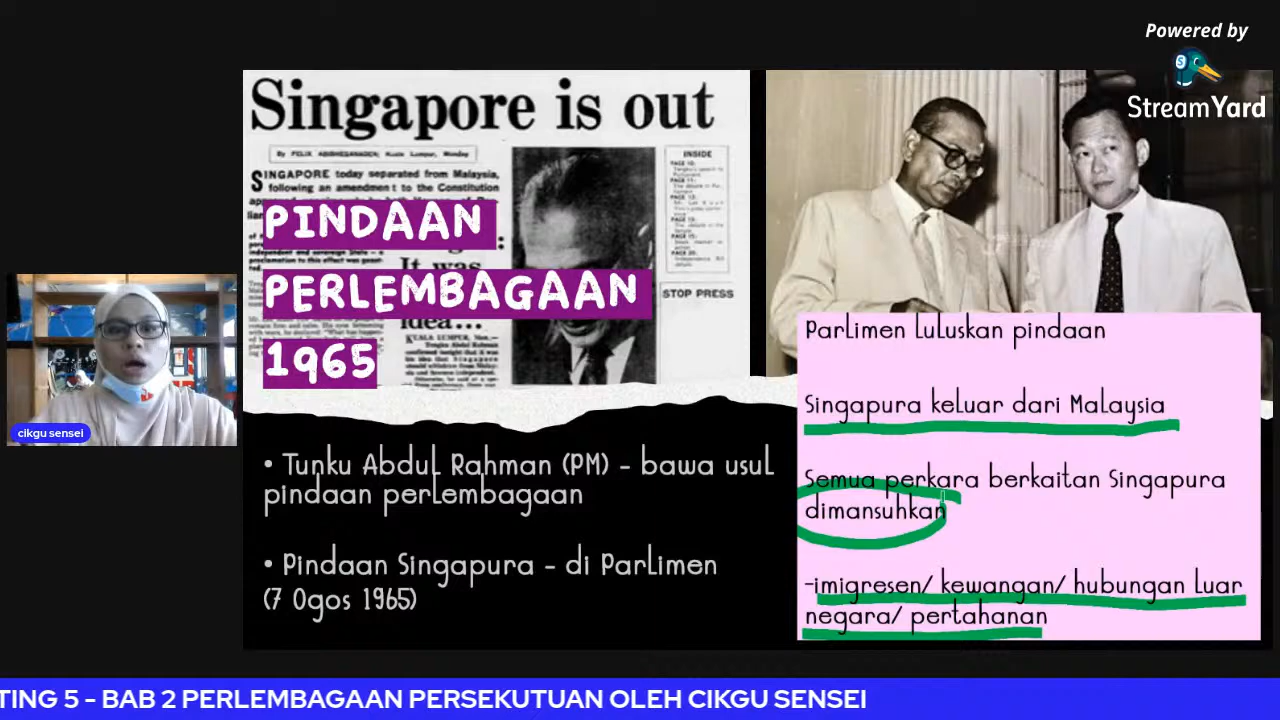 Powered by
StreamYard
Singapore is out
SINGAPORE today separated from Malaysia,
following an amendment to the Constitution
PINDAAN
PERLEMBAGAAN
1965
It was
idea...
INSIDE
STOP PRESS
• Tunku Abdul Rahman (PM) - bawa usul
pindaan perlembagaan
• Pindaan Singapura - di Parlimen
(7 Ogos 1965)
Parlimen luluskan pindaan
Singapura keluar dari Malaysia
Semua perkara berkaitan Singapura
dimansuhkan
-imigresen/ kewangan/ hubungan luar
negara/ pertahanan
cikgu sensei
TING 5 - BAB 2 PERLEMBAGAAN PERSEKUTUAN OLEH CIKGU SENSEI